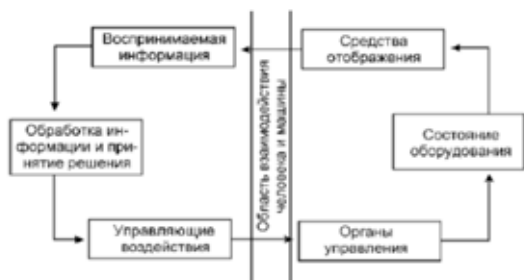 Воспринимаемая
информация
Средства
отображения
Область взаимодействия
человека и машины
Обработка ин-
формации и при-
нятие решения
Состояние
оборудования
Управляющие
воздействия
Органы
управления